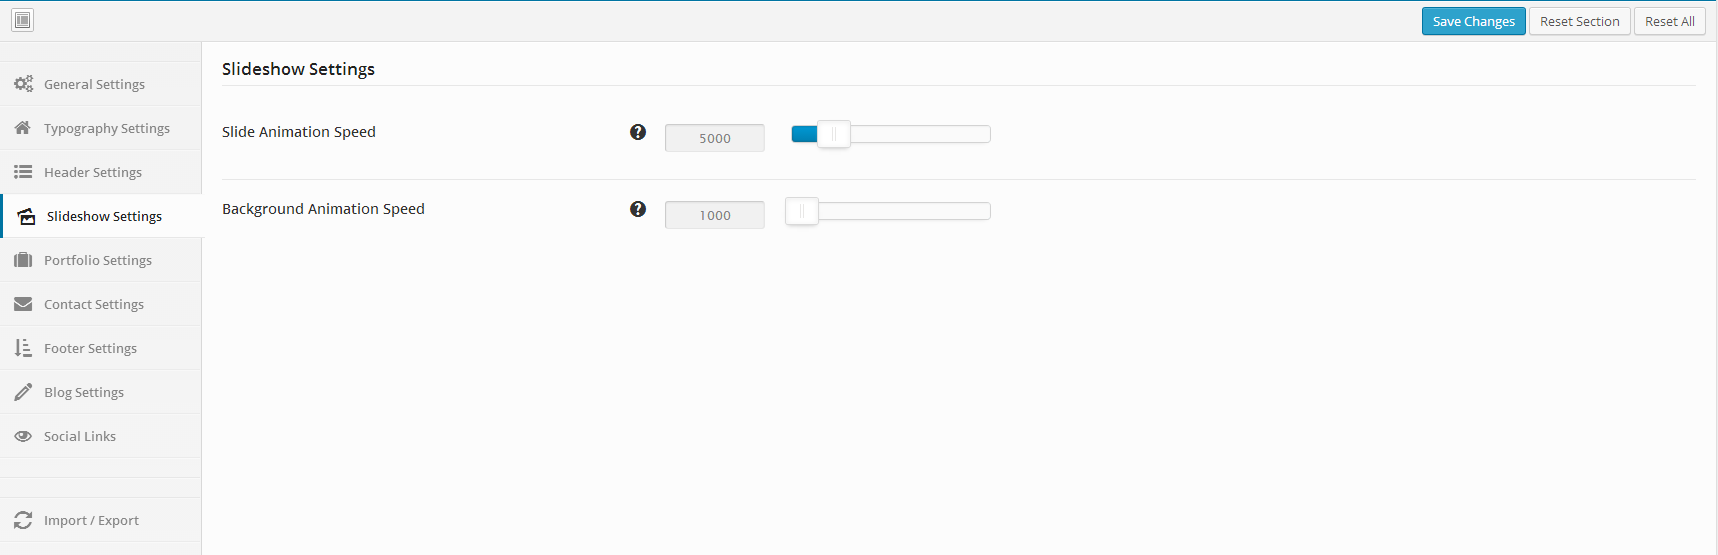 Save Changes Reset Section Reset All
General Settings
Typography Settings
Header Settings
Slideshow Settings
Portfolio Settings
Contact Settings
Footer Settings
Blog Settings
Social Links
Import / Export
Slideshow Settings
Slide Animation Speed ? 5000
Background Animation Speed ? 1000